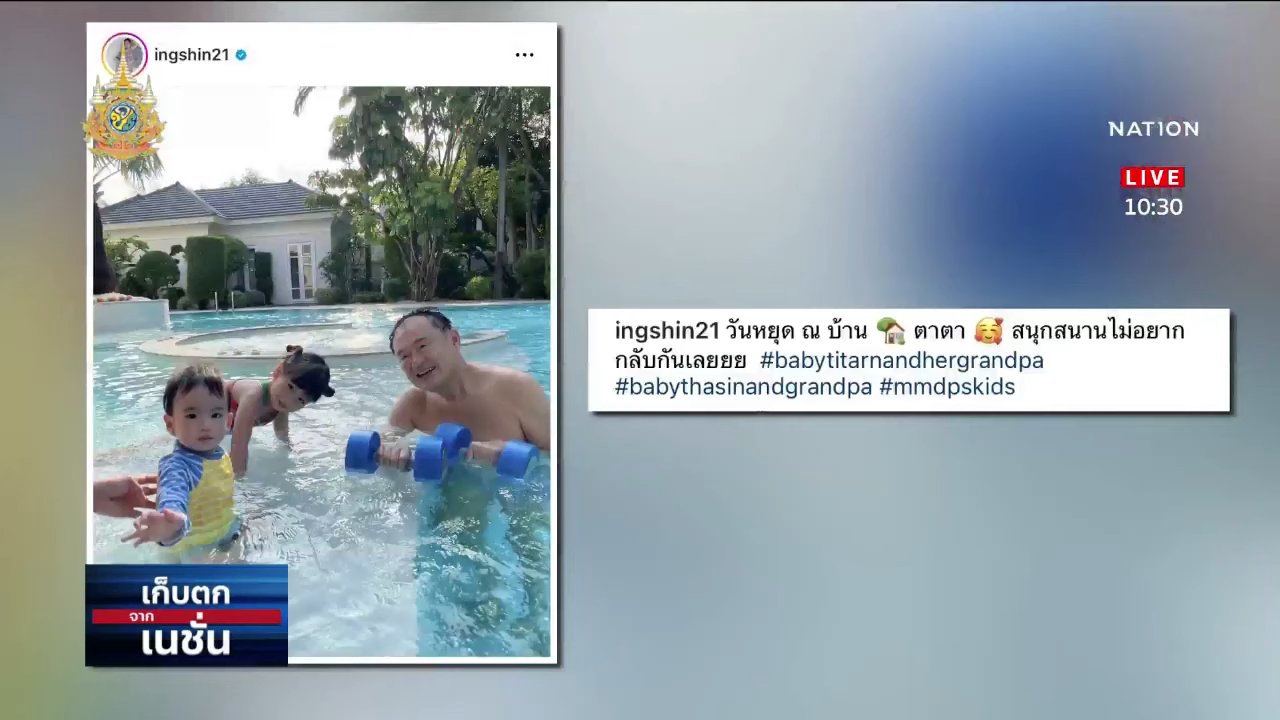 ingshin21
NATION
LIVE
10:30
ingshin21 วันหยุด ณ บ้าน 🏡 ตาตา 🥰 สนุกสนานไม่อยาก
กลับกันเลยยย #babytitarnandhergrandpa
#babythasinandgrandpa #mmdpskids
เก็บตก
จาก
เนชั่น